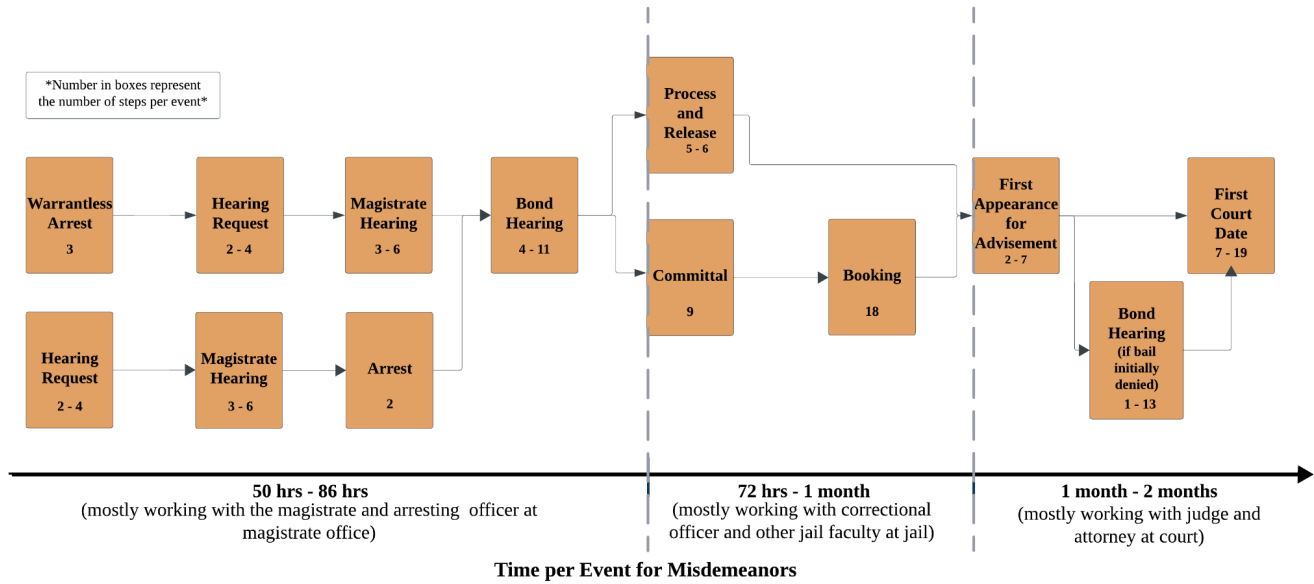 *Number in boxes represent
the number of steps per event*
Process
and
Release
5 - 6
Warrantless
Arrest
3
Hearing
Request
2 - 4
Magistrate
Hearing
3 - 6
Bond
Hearing
4 - 11
First
Appearance
for
Advisement
2 - 7
First
Court
Date
7 - 19
Committal
9
Booking
18
Hearing
Request
2 - 4
Magistrate
Hearing
3 - 6
Arrest
2
Bond
Hearing
(if bail
initially
denied)
1 - 13
50 hrs - 86 hrs
(mostly working with the magistrate and arresting officer at
magistrate office)
72 hrs - 1 month
(mostly working with correctional
officer and other jail faculty at jail)
1 month - 2 months
(mostly working with judge and
attorney at court)
Time per Event for Misdemeanors